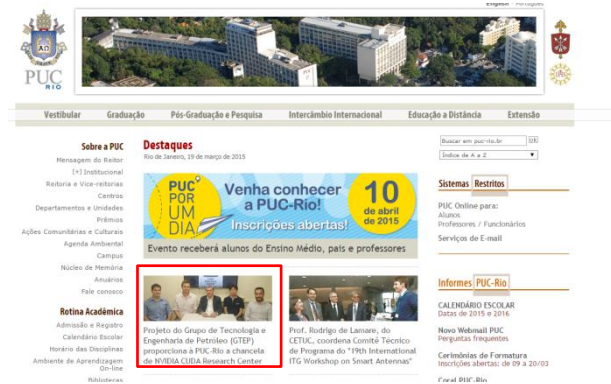 English - Português
PUC
RIO
Vestibular Graduação Pós-Graduação e Pesquisa Intercâmbio Internacional Educação a Distância Extensão
Sobre a PUC
Mensagem do Reitor
[+] Institucional
Reitoria e Vice-reitorias
Centros
Departamentos e Unidades
Prêmios
Ações Comunitárias e Culturais
Agenda Ambiental
Campus
Núcleo de Memória
Anuários
Fale conosco
Rotina Acadêmica
Admissão e Registro
Calendário Escolar
Horário das Disciplinas
Ambiente de Aprendizagem
On-line
Bibliotecas
Destaques
Rio de Janeiro, 19 de março de 2015
PUC
POR
UM
DIA
Venha conhecer
a PUC-Rio!
Inscrições abertas!
10
de abril
de 2015
Evento receberá alunos do Ensino Médio, pais e professores
Projeto do Grupo de Tecnologia e
Engenharia de Petróleo (GTEP)
proporciona à PUC-Rio a chancela
de NVIDIA CUDA Research Center
Prof. Rodrigo de Lamare, do
CETUC, coordena Comitê Técnico
de Programa do "19th International
ITG Workshop on Smart Antennas"
Buscar em puc-rio.br
Índice de A a Z
Sistemas Restritos
PUC Online para:
Alunos
Professores / Funcionários
Serviços de E-mail
Informes PUC-Rio
CALENDÁRIO ESCOLAR
Datas de 2015 e 2016
Novo Webmail PUC
Perguntas frequentes
Cerimônias de Formatura
Inscrições abertas: de 09 a 20/03
Coral PUC-Rio